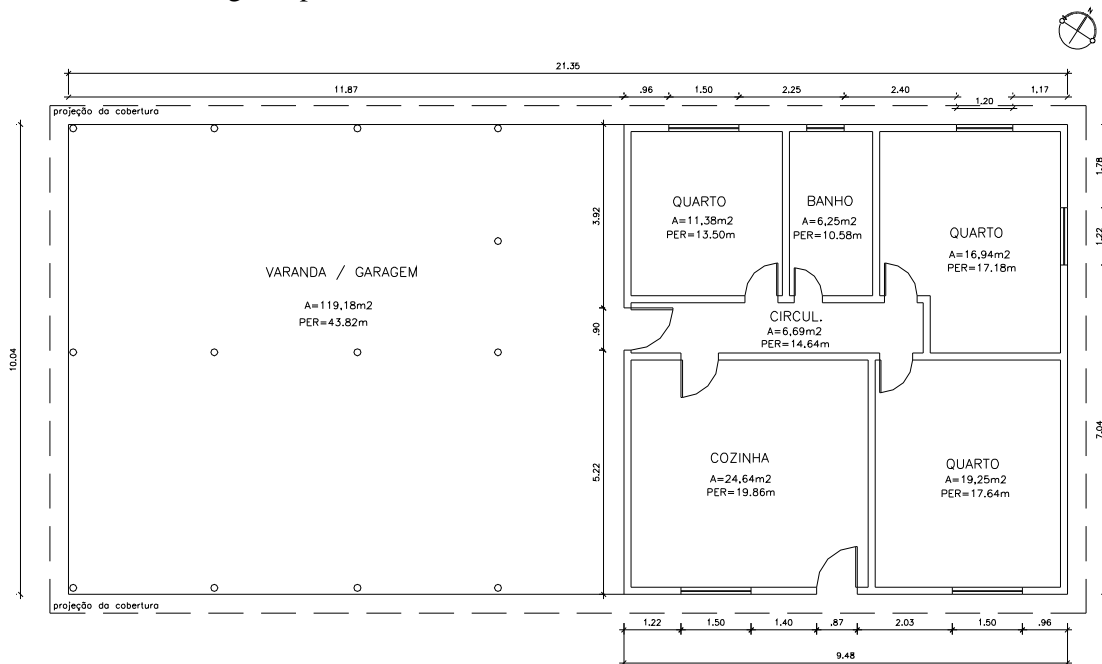 N
21.35
11.87
.96
1.50
2.25
2.40
1.17
1.20
projeção da cobertura
1.78
3.92
QUARTO
A=11,38m2
PER=13.50m
BANHO
A=6,25m2
PER=10.58m
1.22
QUARTO
A=16,94m2
PER=17.18m
VARANDA / GARAGEM
A=119,18m2
PER=43.82m
CIRCUL.
A=6,69m2
PER=14,64m
.90
10.04
7.04
5.22
COZINHA
A=24,64m2
PER=19.86m
QUARTO
A=19,25m2
PER=17.64m
projeção da cobertura
1.22
1.50
1.40
.87
2.03
1.50
.96
9.48